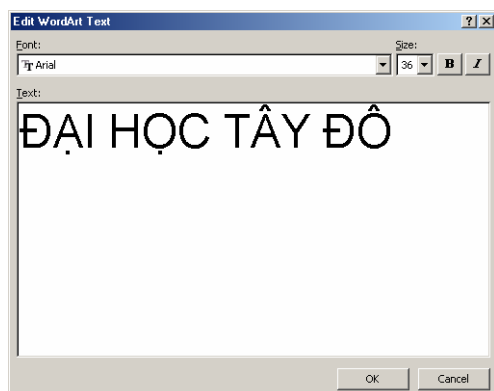 Edit WordArt Text
Font:
Size:
Arial
36
B
I
Text:
ĐẠI HỌC TÂY ĐÔ
OK
Cancel